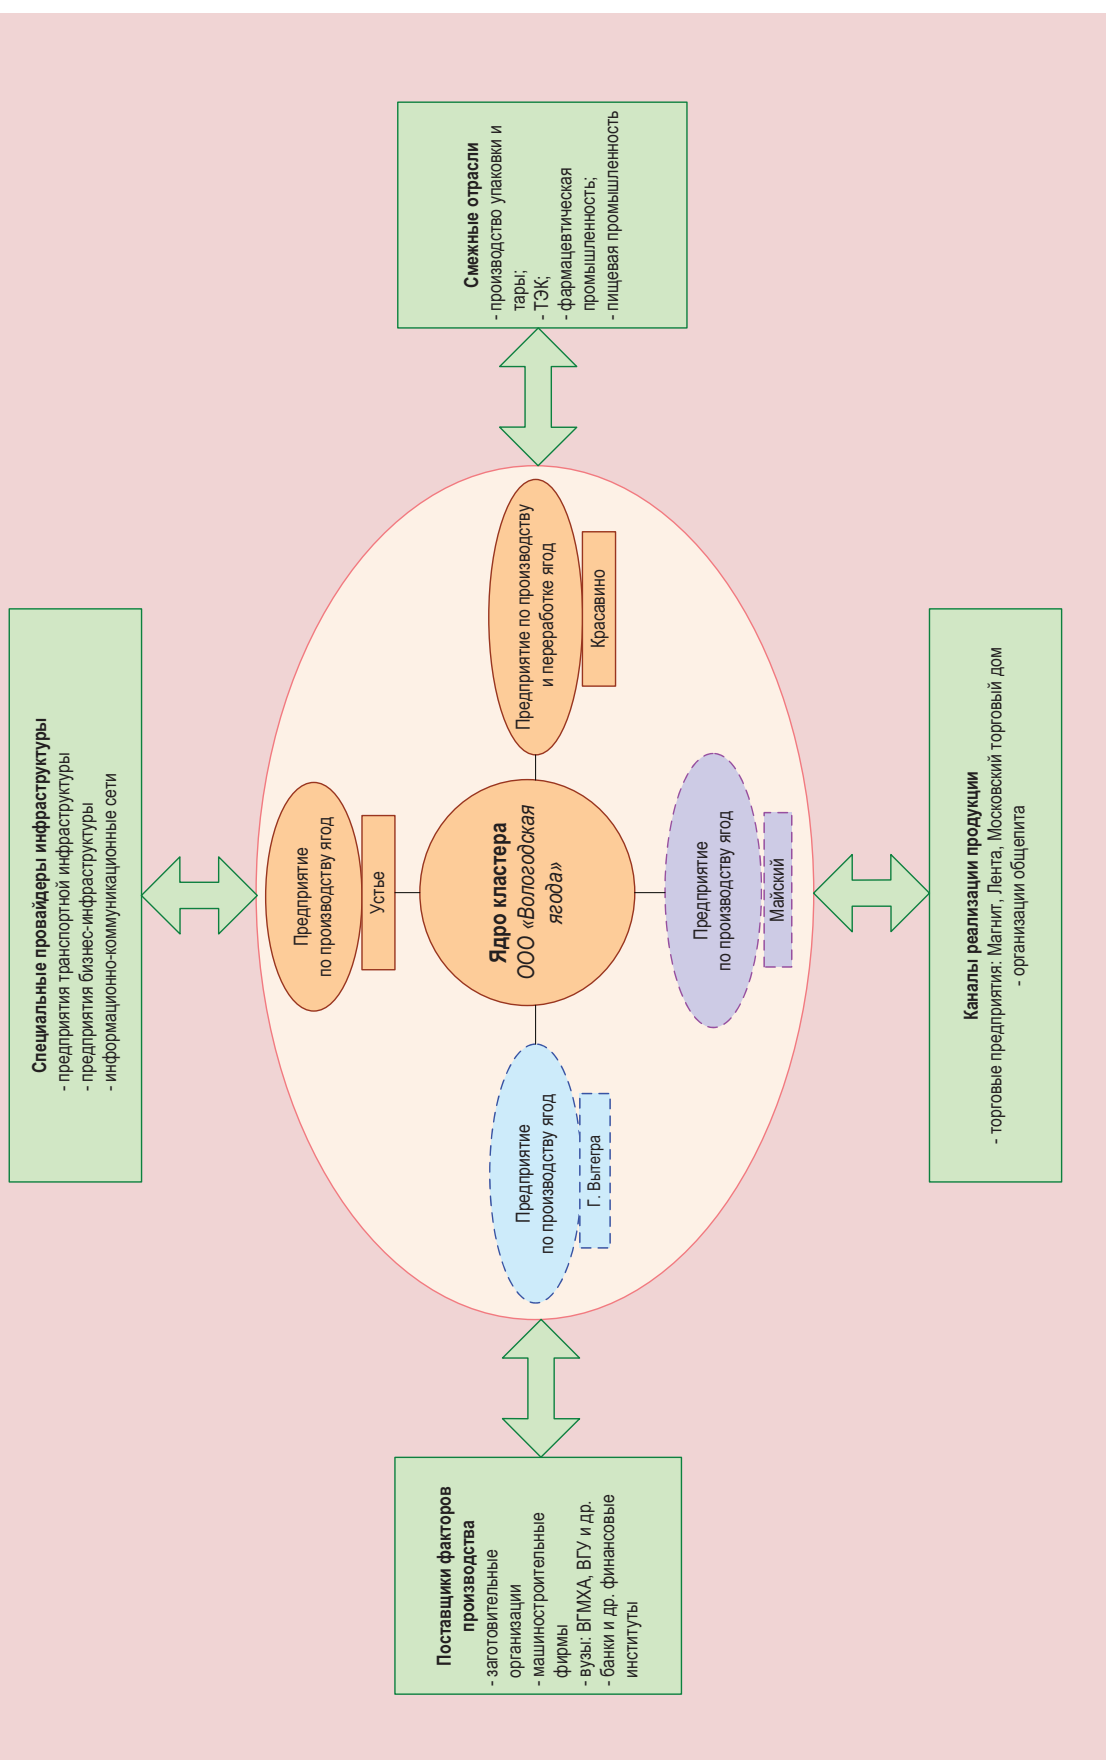 Специальные провайдеры инфраструктуры
- предприятия транспортной инфраструктуры
- предприятия бизнес-инфраструктуры
- информационно-коммуникационные сети
Поставщики факторов
производства
- заготовительные
организации
- машиностроительные
фирмы
- вузы: ВГМХА, ВГУ и др.
- банки и др. финансовые
институты
Предприятие
по производству ягод
Г. Вытегра
Предприятие
по производству ягод
Устье
Ядро кластера
ООО «Вологодская
ягода»
Предприятие
по производству ягод
Майский
Предприятие по производству
и переработке ягод
Красавино
Смежные отрасли
- производство упаковки и
тары;
- ТЭК;
- фармацевтическая
промышленность;
- пищевая промышленность
Каналы реализации продукции
- торговые предприятия: Магнит, Лента, Московский торговый дом
- организации общепита